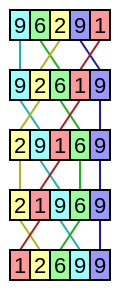 9 6 2 9 1
9 2 6 1 9
2 9 1 6 9
2 1 9 6 9
1 2 6 9 9